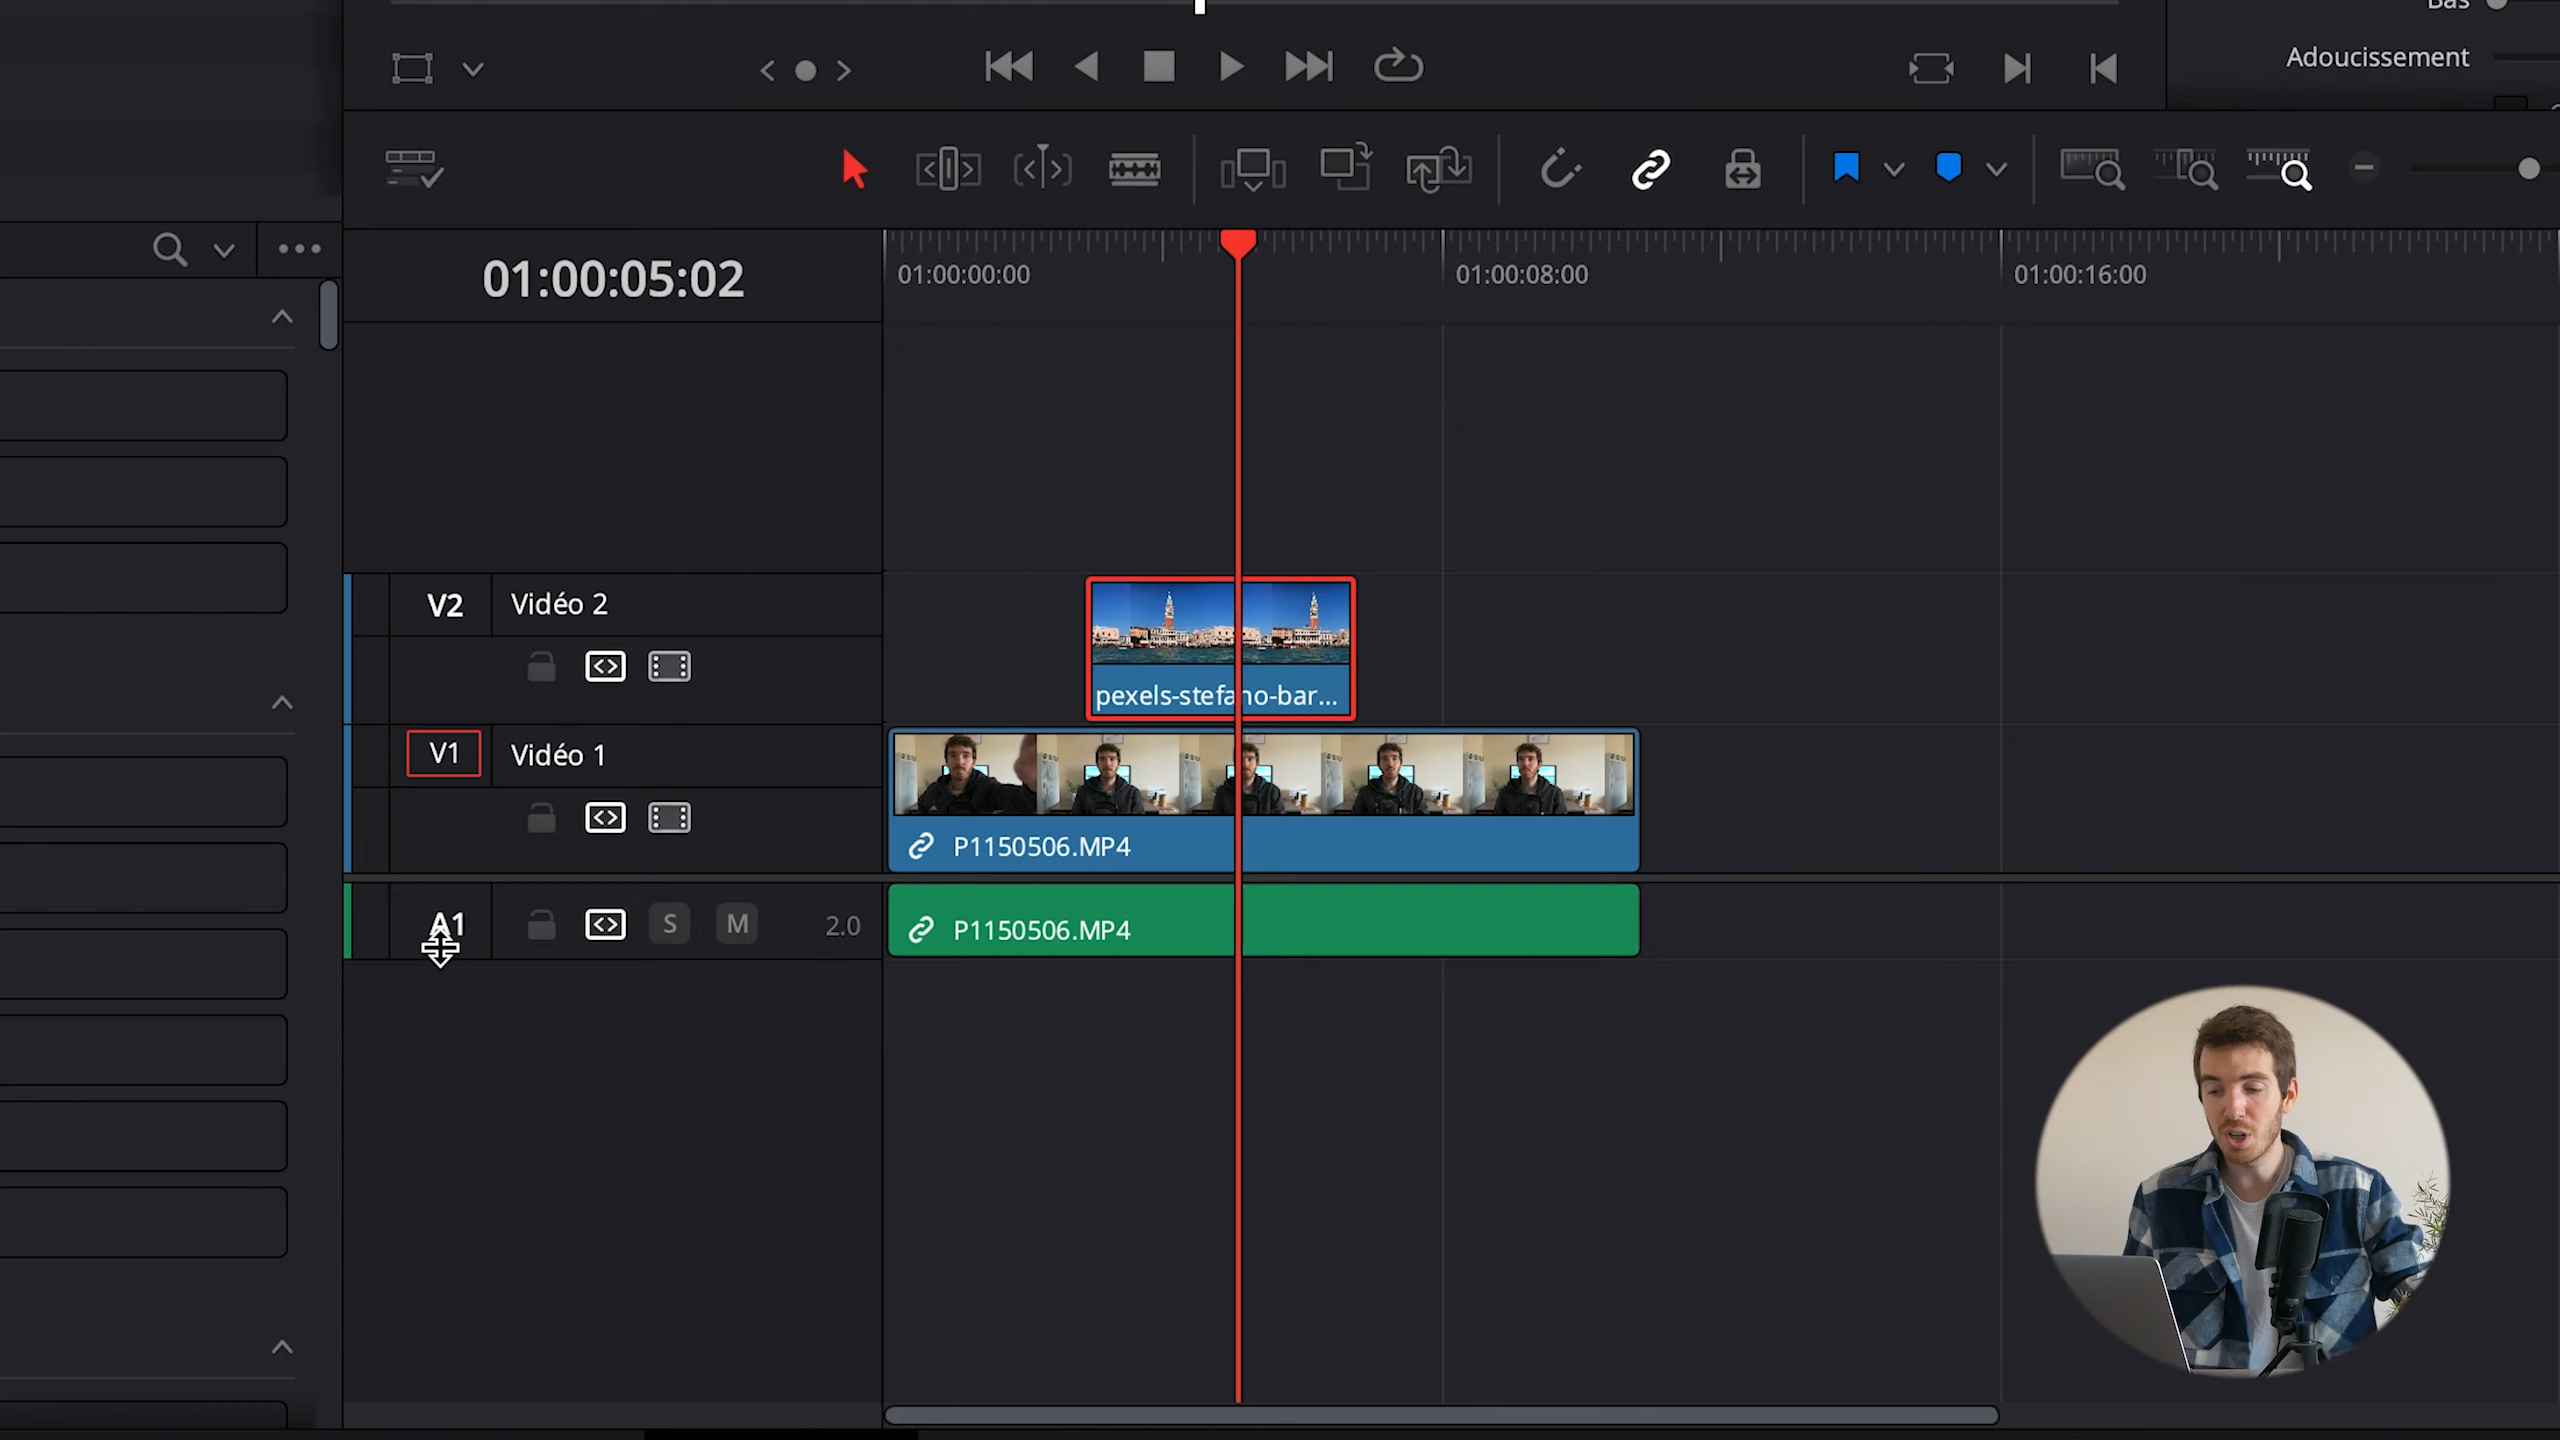 Bas
Adoucissement
01:00:05:02
01:00:00:00
01:00:08:00
01:00:16:00
V2
Vidéo 2
pexels-stefano-bar...
V1
Vidéo 1
P1150506.MP4
A1
S
M
2.0
P1150506.MP4